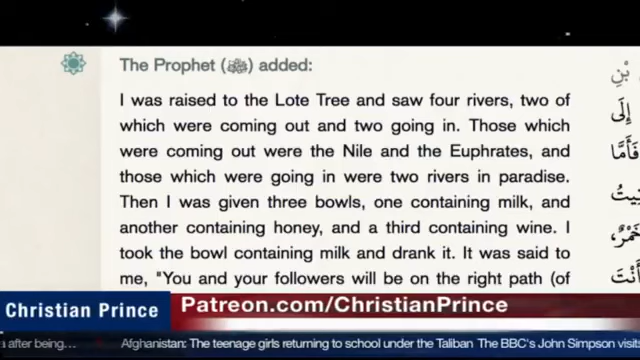 The Prophet (ﷺ) added:
I was raised to the Lote Tree and saw four rivers, two of
which were coming out and two going in. Those which
were coming out were the Nile and the Euphrates, and
those which were going in were two rivers in paradise.
Then I was given three bowls, one containing milk, and
another containing honey, and a third containing wine. I
took the bowl containing milk and drank it. It was said to
me, "You and your followers will be on the right path (of
بْنِ
إِلَى
فَأَمَّا
خَمْرٌ،
Christian Prince
Patreon.com/ChristianPrince
after being... Afghanistan: The teenage girls returning to school under the Taliban The BBC's John Simpson visit